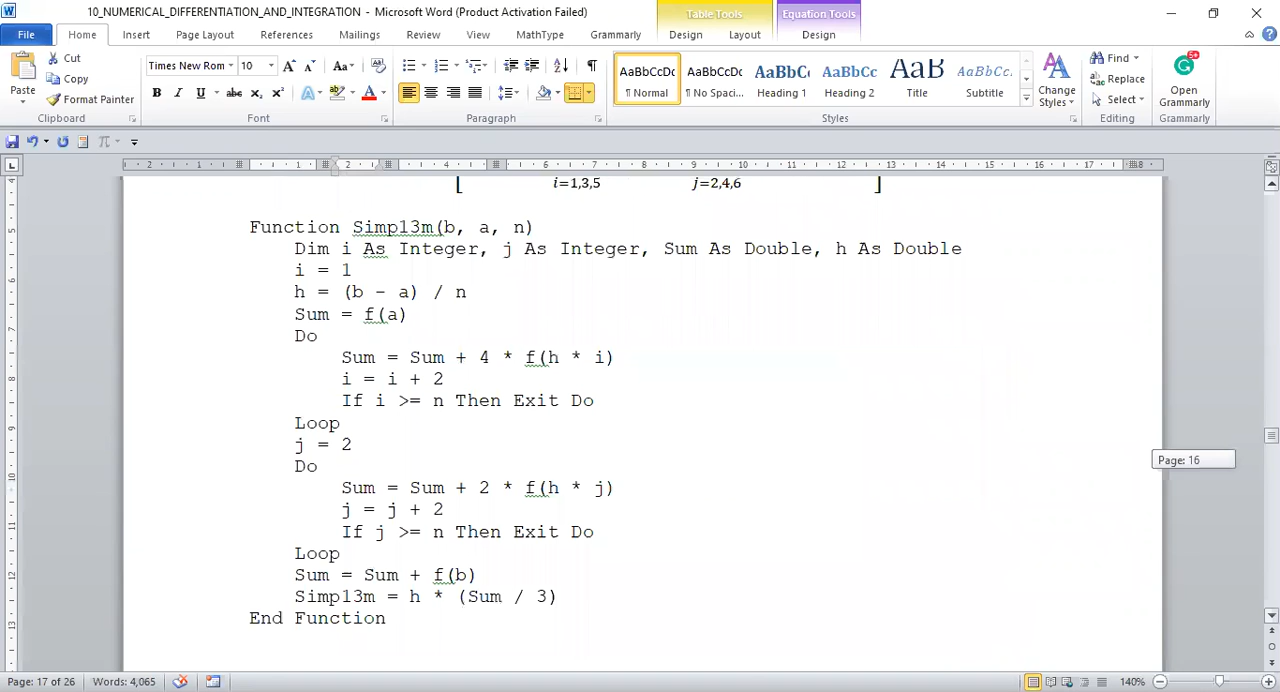 10_NUMERICAL_DIFFERENTIATION_AND_INTEGRATION - Microsoft Word (Product Activation Failed)
Table Tools
Equation Tools
File Home Insert Page Layout References Mailings Review View MathType Grammarly Design Layout Design
Paste
Cut
Copy
Format Painter
Clipboard
Times New Rom 10
B I U abc x₂ x²
Font
Paragraph
AaBbCcDc AaBbCcDc AaBbC AaBbCc AaB AaBbCc.
¶ Normal ¶ No Spaci... Heading 1 Heading 2 Title Subtitle
Change Styles
Styles
Find
Replace
Select
Editing
Open Grammarly
Grammarly
[ i=1,3,5 j=2,4,6 ]
Function Simp13m(b, a, n)
Dim i As Integer, j As Integer, Sum As Double, h As Double
i = 1
h = (b - a) / n
Sum = f(a)
Do
Sum = Sum + 4 * f(h * i)
i = i + 2
If i >= n Then Exit Do
Loop
j = 2
Do
Sum = Sum + 2 * f(h * j)
j = j + 2
If j >= n Then Exit Do
Loop
Sum = Sum + f(b)
Simp13m = h * (Sum / 3)
End Function
Page: 16
Page: 17 of 26 Words: 4,065 140%